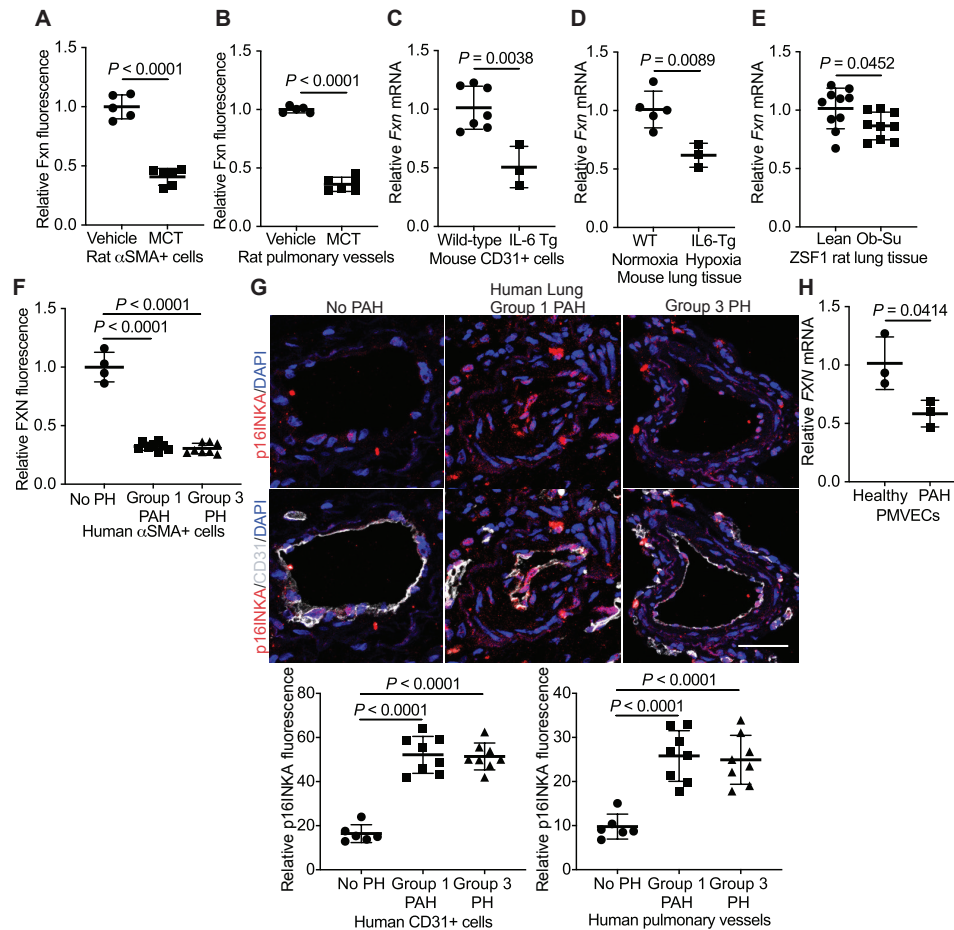 A
Relative Fxn fluorescence
1.5
1.0
0.5
0.0
P < 0.0001
Vehicle MCT
Rat αSMA+ cells
B
Relative Fxn fluorescence
1.5
1.0
0.5
0.0
P < 0.0001
Vehicle MCT
Rat pulmonary vessels
C
Relative Fxn mRNA
1.5
1.0
0.5
0.0
P = 0.0038
Wild-type IL-6 Tg
Mouse CD31+ cells
D
Relative Fxn mRNA
1.5
1.0
0.5
0.0
P = 0.0089
WT IL6-Tg
Normoxia Hypoxia
Mouse lung tissue
E
Relative Fxn mRNA
1.5
1.0
0.5
0.0
P = 0.0452
Lean Ob-Su
ZSF1 rat lung tissue
F
Relative FXN fluorescence
1.5
1.0
0.5
0.0
P < 0.0001
P < 0.0001
No PH Group 1 Group 3
PAH PH
Human αSMA+ cells
G
Human Lung
No PAH Group 1 PAH Group 3 PH
p16INKA/DAPI
p16INKA/CD31/DAPI
Relative p16INKA fluorescence
80
60
40
20
0
P < 0.0001
P < 0.0001
No PH Group 1 Group 3
PAH PH
Human CD31+ cells
Relative p16INKA fluorescence
40
30
20
10
0
P < 0.0001
P < 0.0001
No PH Group 1 Group 3
PAH PH
Human pulmonary vessels
H
Relative FXN mRNA
1.5
1.0
0.5
0.0
P = 0.0414
Healthy PAH
PMVECs